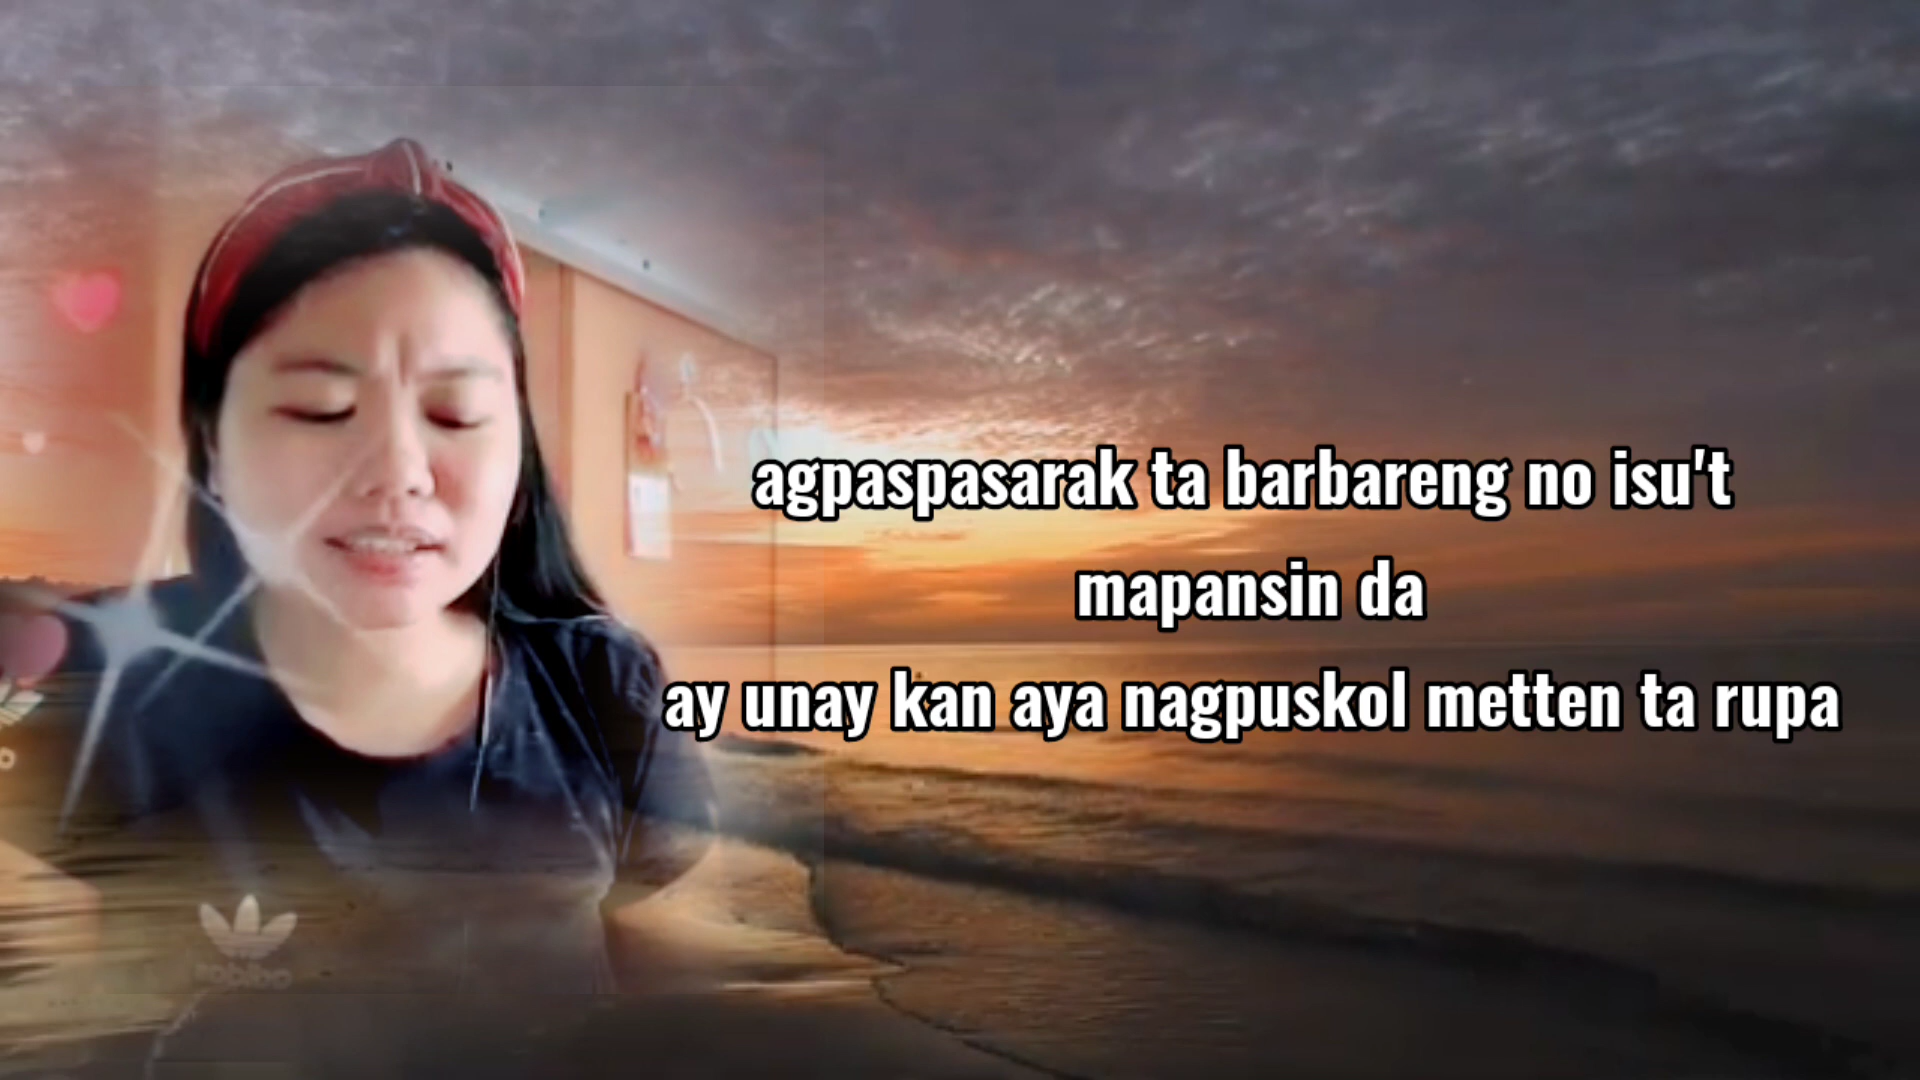 agpaspasarak ta barbareng no isu't
mapansin da
ay unay kan aya nagpuskol metten ta rupa